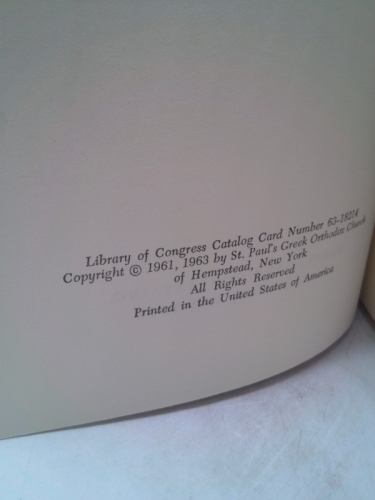 Library of Congress Catalog Card Number 63-18214
Copyright © 1961, 1963 by St. Paul's Greek Orthodox Church
of Hempstead, New York
All Rights Reserved
Printed in the United States of America